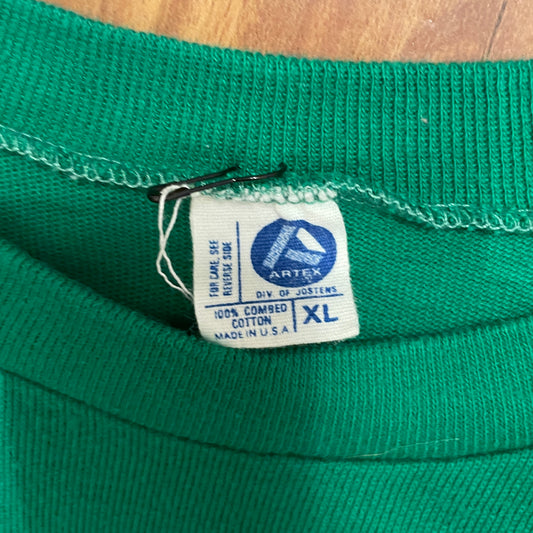 FOR CARE, SEE
REVERSE SIDE
ARTEX
DIV. OF JOSTENS
100% COMBED
COTTON
MADE IN U.S.A
XL